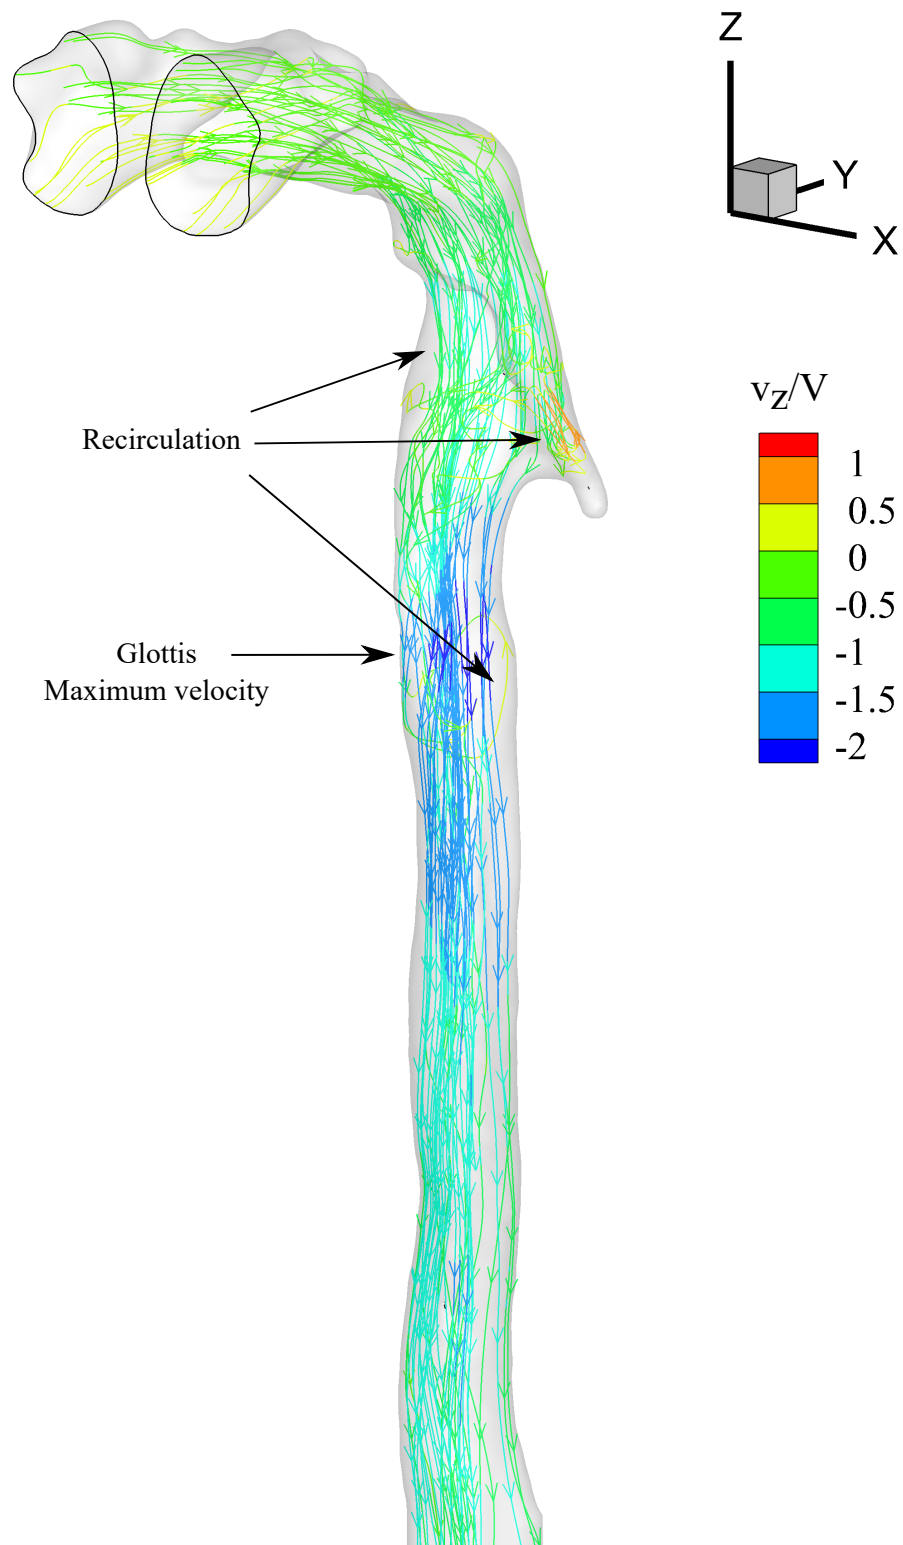 Z
Y
X
v_z/V
1
0.5
0
-0.5
-1
-1.5
-2
Recirculation
Glottis
Maximum velocity